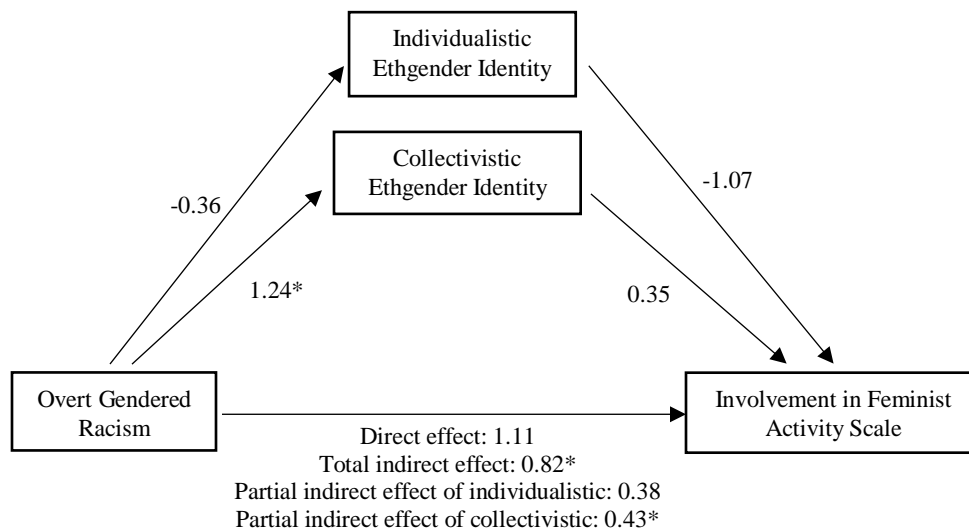 Individualistic
Ethgender Identity
Collectivistic
Ethgender Identity
-0.36
-1.07
1.24*
0.35
Overt Gendered
Racism
Involvement in Feminist
Activity Scale
Direct effect: 1.11
Total indirect effect: 0.82*
Partial indirect effect of individualistic: 0.38
Partial indirect effect of collectivistic: 0.43*